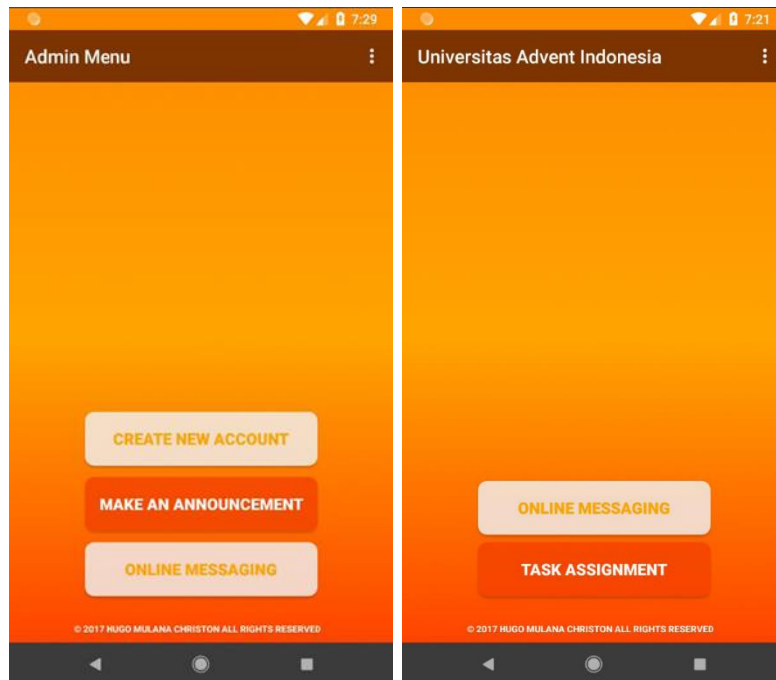 7:29
Admin Menu
CREATE NEW ACCOUNT
MAKE AN ANNOUNCEMENT
ONLINE MESSAGING
© 2017 HUGO MULANA CHRISTON ALL RIGHTS RESERVED
7:21
Universitas Advent Indonesia
ONLINE MESSAGING
TASK ASSIGNMENT
© 2017 HUGO MULANA CHRISTON ALL RIGHTS RESERVED